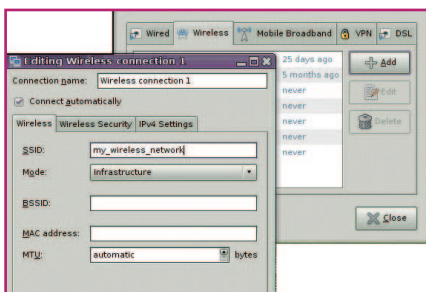 Wired Wireless Mobile Broadband VPN DSL
25 days ago
5 months ago
never
never
never
never
never
Add
Edit
Delete
Close
Editing Wireless connection 1
Connection name: Wireless connection 1
Connect automatically
Wireless Wireless Security IPv4 Settings
SSID: my_wireless_network
Mode: Infrastructure
BSSID:
MAC address:
MTU: automatic bytes